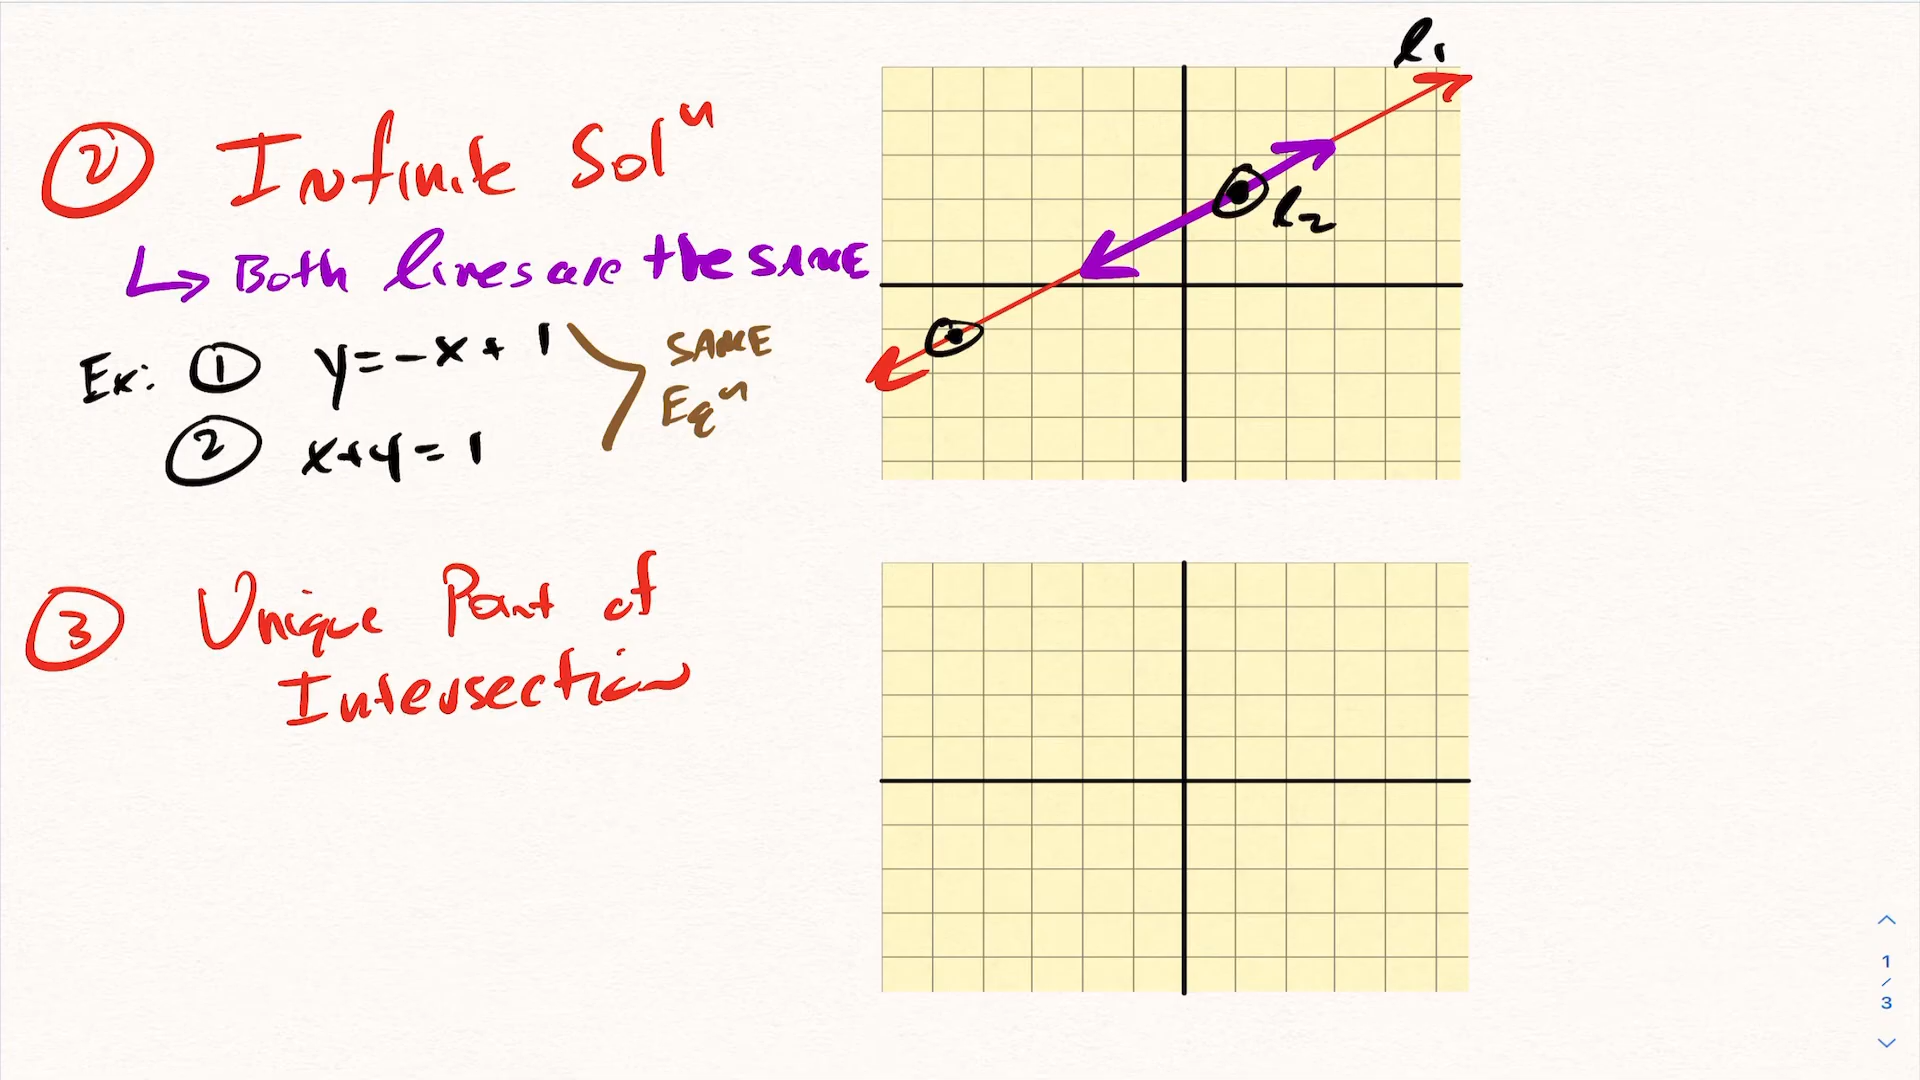 ② Infinite Solⁿ
↳ Both lines are the SAME
Ex: ① y=-x+1
② x+y=1
SAME
Eqⁿ
l₁
l₂
③ Unique Point of
Intersection
1
/
3